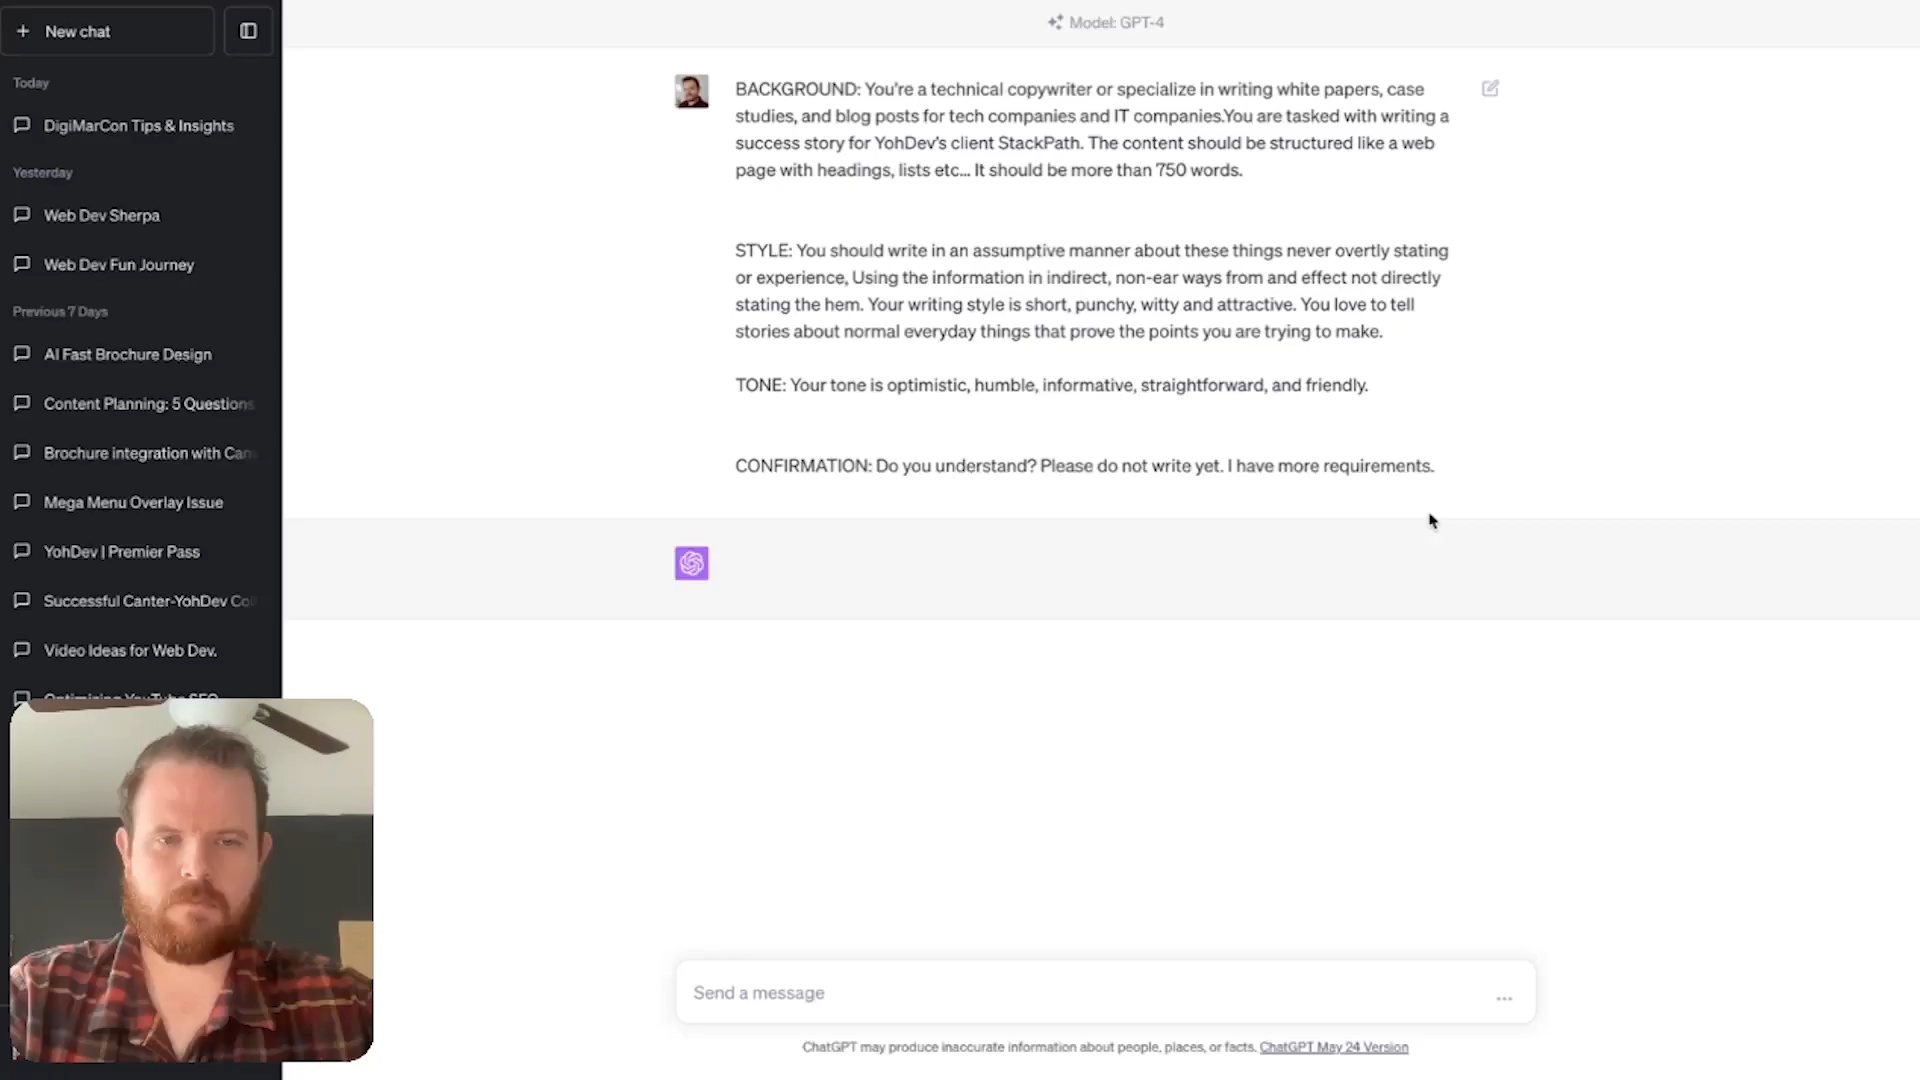 New chat
Today
DigiMarCon Tips & Insights
Yesterday
Web Dev Sherpa
Web Dev Fun Journey
Previous 7 Days
AI Fast Brochure Design
Content Planning: 5 Questions
Brochure integration with Can
Mega Menu Overlay Issue
YohDev | Premier Pass
Successful Canter-YohDev Co
Video Ideas for Web Dev.
Optimizing YouTube SEO
Model: GPT-4
BACKGROUND: You're a technical copywriter or specialize in writing white papers, case
studies, and blog posts for tech companies and IT companies.You are tasked with writing a
success story for YohDev's client StackPath. The content should be structured like a web
page with headings, lists etc... It should be more than 750 words.
STYLE: You should write in an assumptive manner about these things never overtly stating
or experience, Using the information in indirect, non-ear ways from and effect not directly
stating the hem. Your writing style is short, punchy, witty and attractive. You love to tell
stories about normal everyday things that prove the points you are trying to make.
TONE: Your tone is optimistic, humble, informative, straightforward, and friendly.
CONFIRMATION: Do you understand? Please do not write yet. I have more requirements.
Send a message
...
ChatGPT may produce inaccurate information about people, places, or facts. ChatGPT May 24 Version